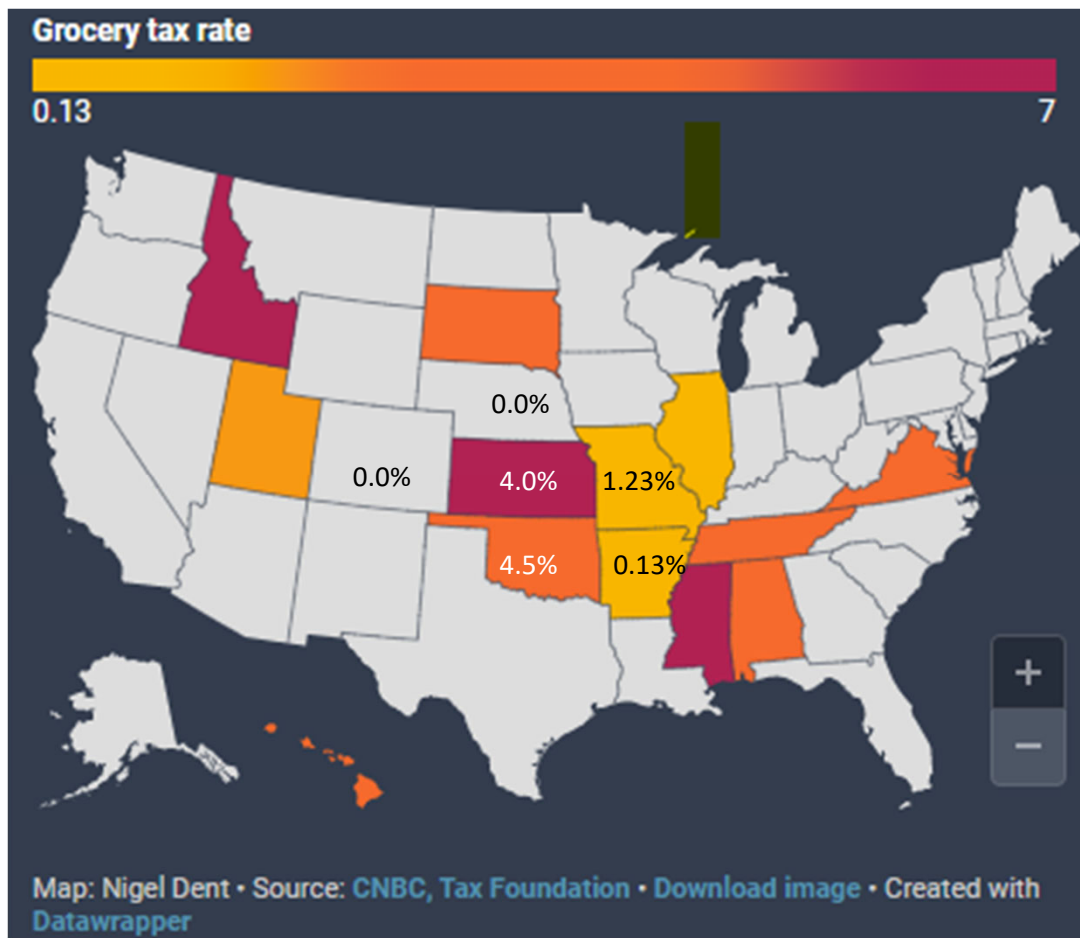 Grocery tax rate
0.13 7
0.0%
0.0% 4.0% 1.23%
4.5% 0.13%
+
−
Map: Nigel Dent • Source: CNBC, Tax Foundation • Download image • Created with
Datawrapper